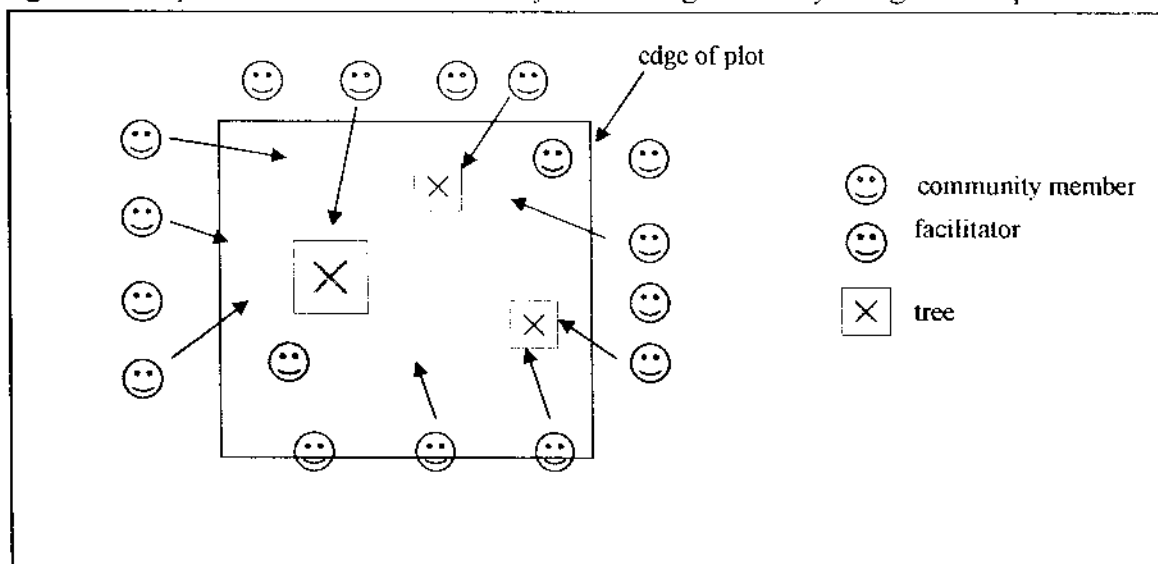 edge of plot
community member
facilitator
tree